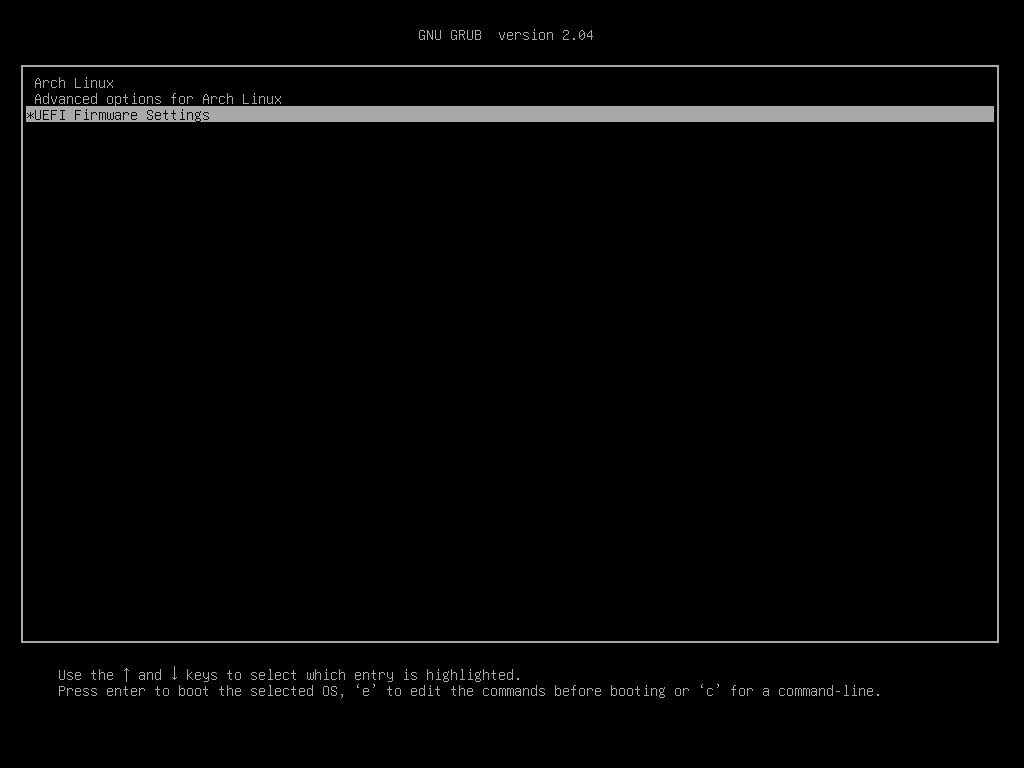 GNU GRUB  version 2.04
Arch Linux
Advanced options for Arch Linux
*UEFI Firmware Settings
Use the ↑ and ↓ keys to select which entry is highlighted.
Press enter to boot the selected OS, ‘e’ to edit the commands before booting or ‘c’ for a command-line.